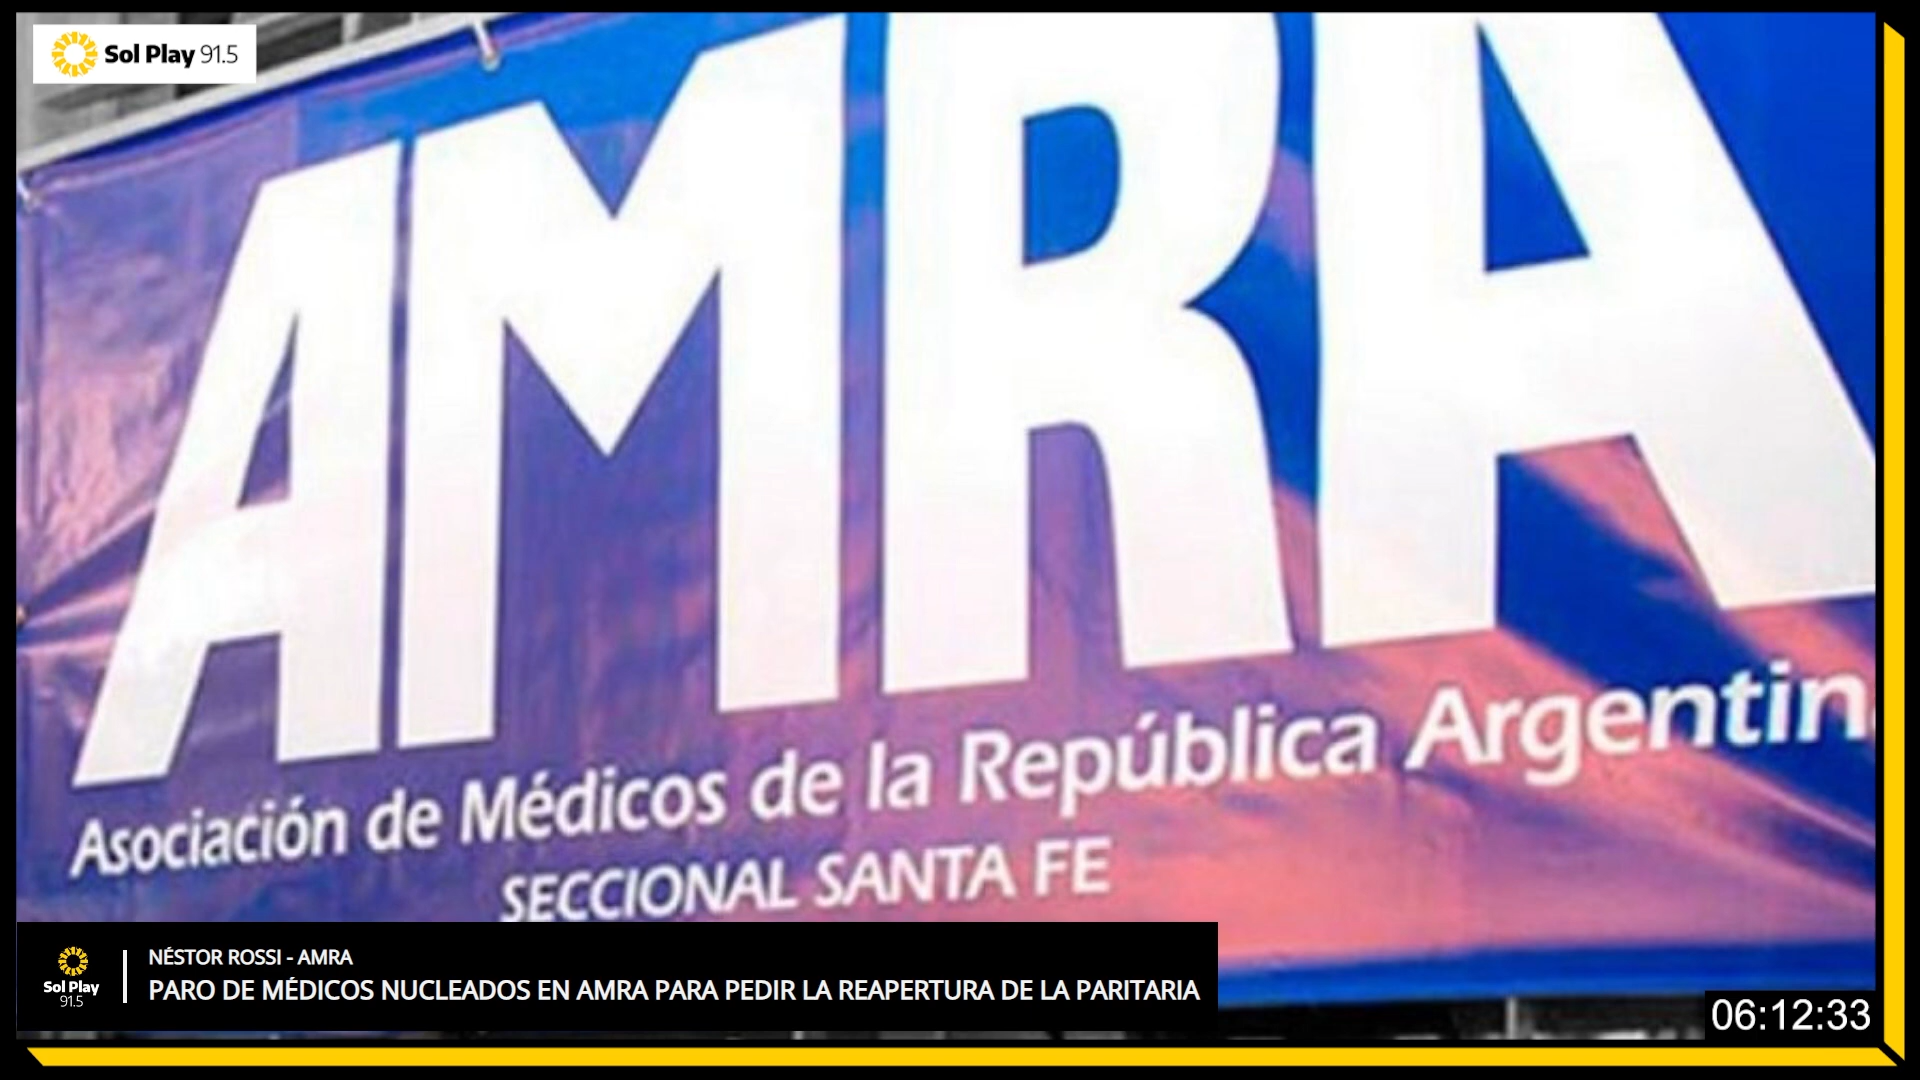 Sol Play 91.5
AMRA
Asociación de Médicos de la República Argentin
SECCIONAL SANTA FE
Sol Play
91.5
NÉSTOR ROSSI - AMRA
PARO DE MÉDICOS NUCLEADOS EN AMRA PARA PEDIR LA REAPERTURA DE LA PARITARIA
06:12:33